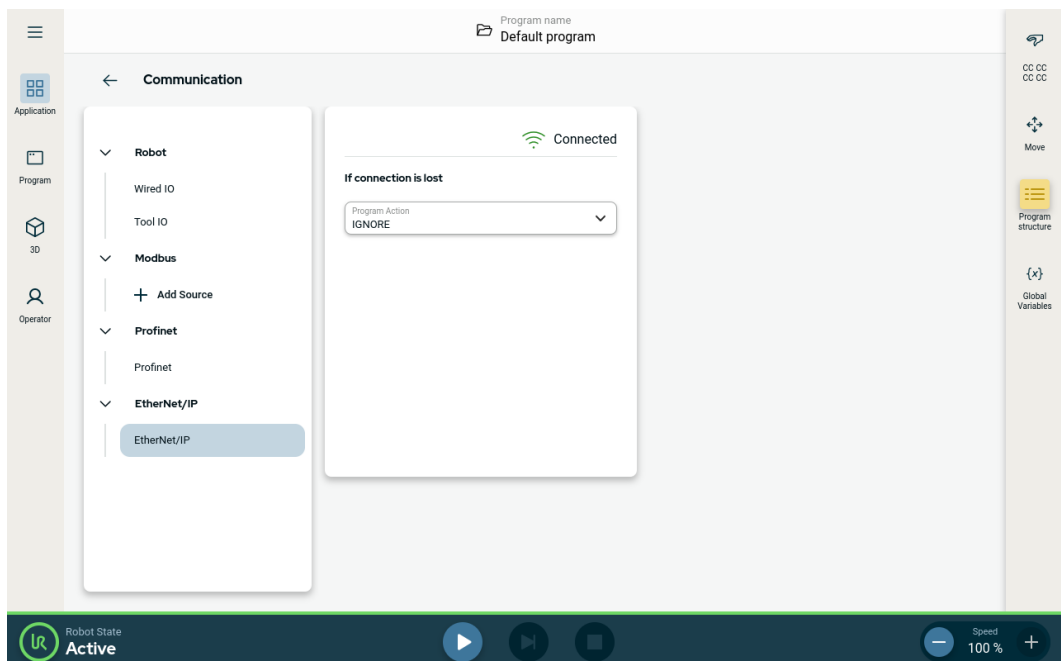 Program name
Default program
Application
Program
3D
Operator
Communication
Robot
Wired IO
Tool IO
Modbus
Add Source
Profinet
Profinet
EtherNet/IP
EtherNet/IP
Connected
If connection is lost
Program Action
IGNORE
CC CC
CC CC
Move
Program
structure
{x}
Global
Variables
Robot State
Active
Speed
100 %